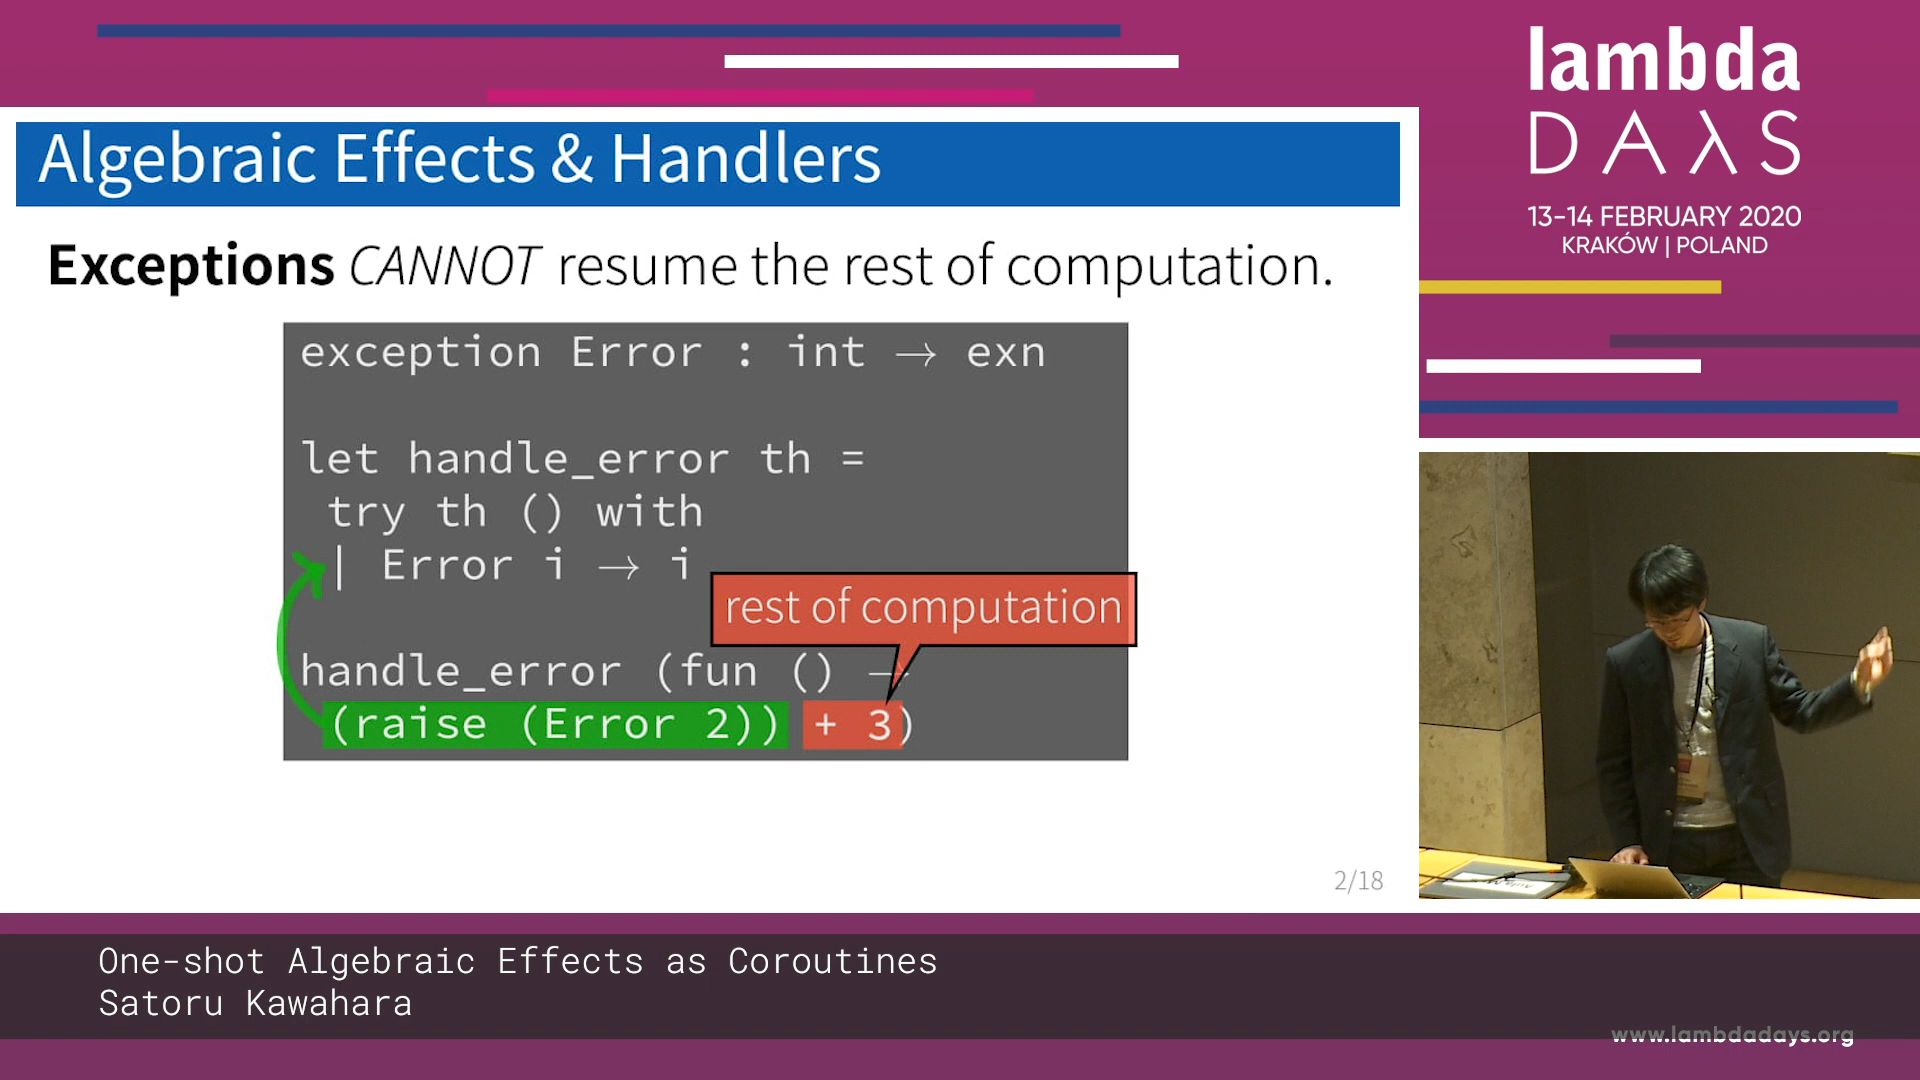 lambda
DAλS
13-14 FEBRUARY 2020
KRAKÓW | POLAND
Algebraic Effects & Handlers
Exceptions CANNOT resume the rest of computation.
exception Error : int → exn
let handle_error th =
try th () with
| Error i → i
rest of computation
handle_error (fun () →
(raise (Error 2)) + 3)
2/18
One-shot Algebraic Effects as Coroutines
Satoru Kawahara
www.lambdadays.org